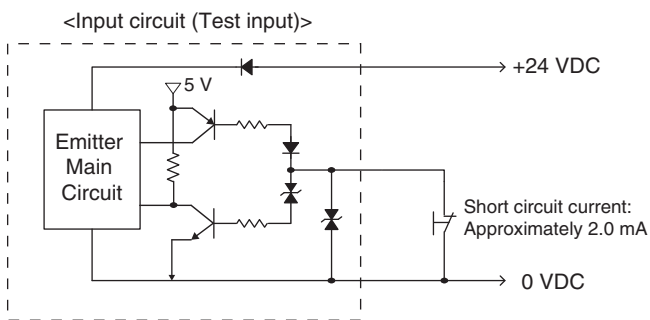 <Input circuit (Test input)>
+24 VDC
5 V
Emitter
Main
Circuit
Short circuit current:
Approximately 2.0 mA
0 VDC